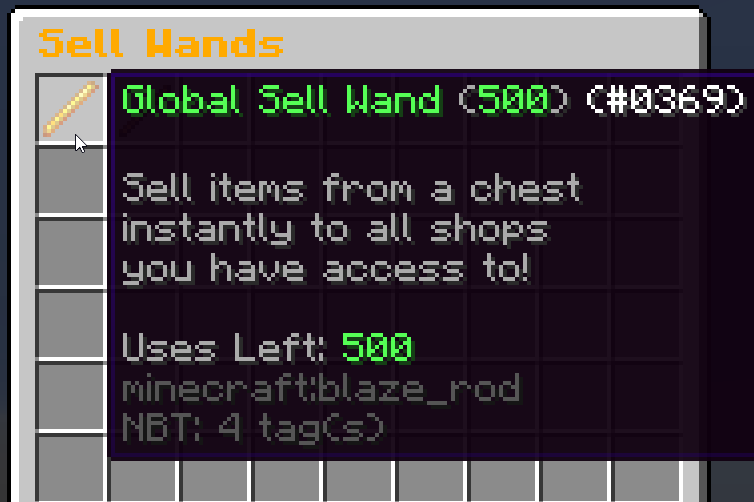 Sell Wands
Global Sell Wand (500) (#0369)
Sell items from a chest
instantly to all shops
you have access to!
Uses Left: 500
minecraft:blaze_rod
NBT: 4 tag(s)